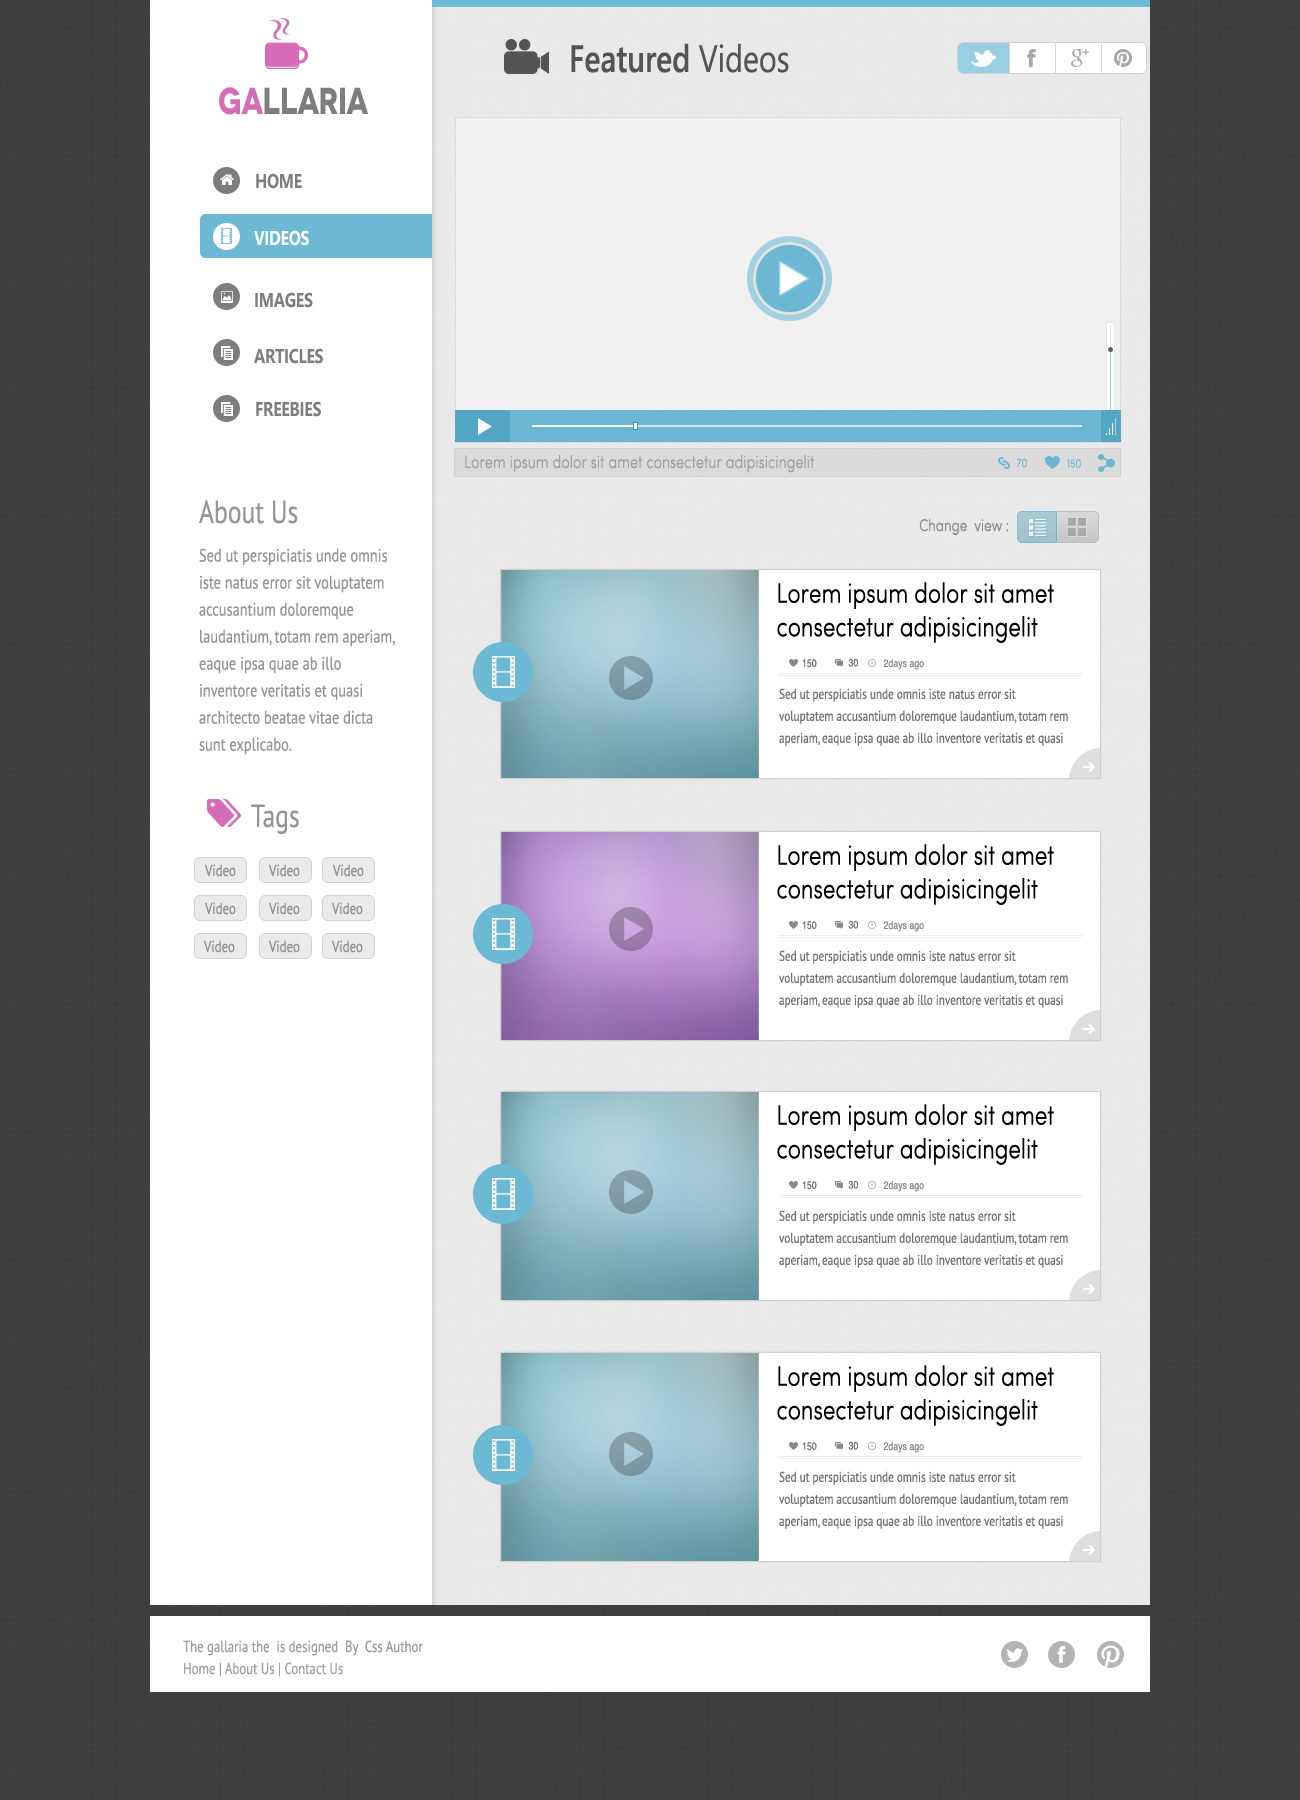 GALLARIA
HOME
VIDEOS
IMAGES
ARTICLES
FREEBIES
About Us
Sed ut perspiciatis unde omnis
iste natus error sit voluptatem
accusantium doloremque
laudantium, totam rem aperiam,
eaque ipsa quae ab illo
inventore veritatis et quasi
architecto beatae vitae dicta
sunt explicabo.
Tags
Video Video Video
Video Video Video
Video Video Video
Featured Videos
Lorem ipsum dolor sit amet consectetur adipisicingelit 70 150
Change view :
Lorem ipsum dolor sit amet
consectetur adipisicingelit
150 30 2days ago
Sed ut perspiciatis unde omnis iste natus error sit
voluptatem accusantium doloremque laudantium, totam rem
aperiam, eaque ipsa quae ab illo inventore veritatis et quasi
Lorem ipsum dolor sit amet
consectetur adipisicingelit
150 30 2days ago
Sed ut perspiciatis unde omnis iste natus error sit
voluptatem accusantium doloremque laudantium, totam rem
aperiam, eaque ipsa quae ab illo inventore veritatis et quasi
Lorem ipsum dolor sit amet
consectetur adipisicingelit
150 30 2days ago
Sed ut perspiciatis unde omnis iste natus error sit
voluptatem accusantium doloremque laudantium, totam rem
aperiam, eaque ipsa quae ab illo inventore veritatis et quasi
Lorem ipsum dolor sit amet
consectetur adipisicingelit
150 30 2days ago
Sed ut perspiciatis unde omnis iste natus error sit
voluptatem accusantium doloremque laudantium, totam rem
aperiam, eaque ipsa quae ab illo inventore veritatis et quasi
The gallaria the is designed By Css Author
Home | About Us | Contact Us